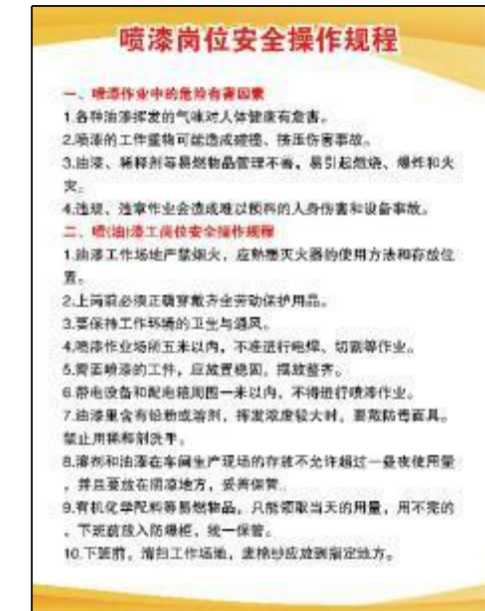 喷漆岗位安全操作规程
一、喷漆作业中的危险有害因素
1.各种油漆挥发的气味对人体健康有危害。
2.喷漆的工件重物可能造成碰撞、挤压伤害事故。
3.油漆、稀释剂等易燃物品管理不善，易引起燃烧、爆炸和火
灾。
4.违规、违章作业会造成难以预料的人身伤害和设备事故。
二、喷(油)漆工岗位安全操作规程
1.油漆工作场地严禁烟火，应熟悉灭火器的使用方法和存放位
置。
2.上岗前必须正确穿戴齐全劳动保护用品。
3.要保持工作环境的卫生与通风。
4.喷漆作业场所五米以内，不准进行电焊、切割等作业。
5.需要喷漆的工件，应放置稳固，摆放整齐。
6.带电设备和配电箱周围一米以内，不得进行喷漆作业。
7.油漆里含有铅粉或溶剂，挥发浓度较大时，要戴防毒面具。
禁止用稀释剂洗手。
8.溶剂和油漆在车间生产现场的存放不允许超过一昼夜使用量
，并且要放在阴凉地方，妥善保管。
9.有机化学配料等易燃物品，只能领取当天的用量，用不完的
，下班前放入防爆柜，统一保管。
10.下班前，清扫工作场地，废棉纱应放到指定地方。